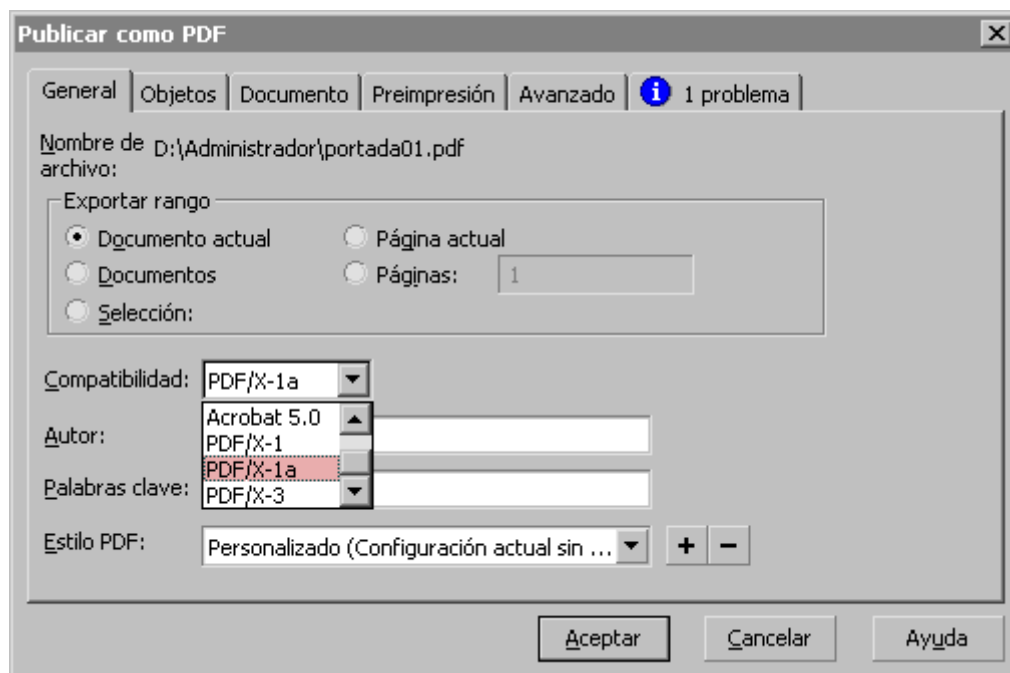 Publicar como PDF
General Objetos Documento Preimpresión Avanzado i 1 problema
Nombre de archivo: D:\Administrador\portada01.pdf
Exportar rango
Documento actual Página actual
Documentos Páginas: 1
Selección:
Compatibilidad: PDF/X-1a
Acrobat 5.0
Autor:
PDF/X-1
PDF/X-1a
Palabras clave:
PDF/X-3
Estilo PDF: Personalizado (Configuración actual sin ... + −
Aceptar Cancelar Ayuda